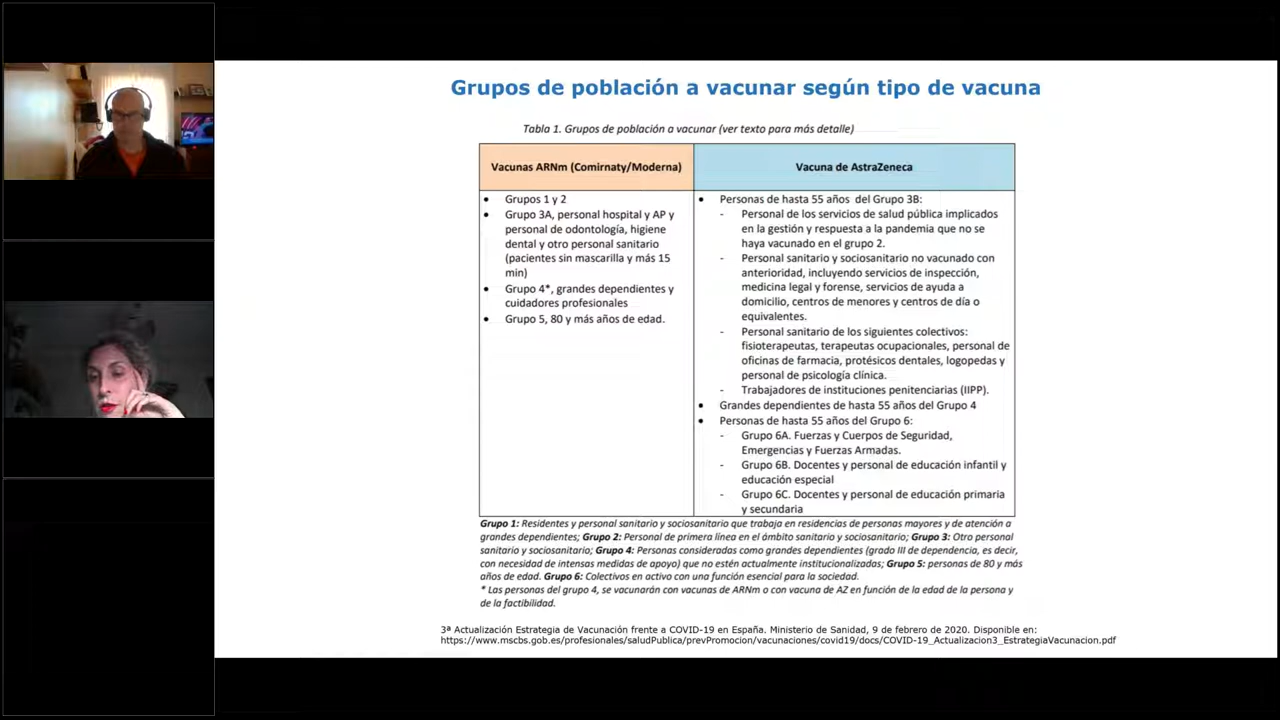 Grupos de población a vacunar según tipo de vacuna
Tabla 1. Grupos de población a vacunar (ver texto para más detalle)
Vacunas ARNm (Comirnaty/Moderna)
• Grupos 1 y 2
• Grupo 3A, personal hospital y AP y
personal de odontología, higiene
dental y otro personal sanitario
(pacientes sin mascarilla y más 15
min)
• Grupo 4*, grandes dependientes y
cuidadores profesionales
• Grupo 5, 80 y más años de edad.
Vacuna de AstraZeneca
• Personas de hasta 55 años del Grupo 3B:
- Personal de los servicios de salud pública implicados
en la gestión y respuesta a la pandemia que no se
haya vacunado en el grupo 2.
- Personal sanitario y sociosanitario no vacunado con
anterioridad, incluyendo servicios de inspección,
medicina legal y forense, servicios de ayuda a
domicilio, centros de menores y centros de día o
equivalentes.
- Personal sanitario de los siguientes colectivos:
fisioterapeutas, terapeutas ocupacionales, personal de
oficinas de farmacia, protésicos dentales, logopedas y
personal de psicología clínica.
- Trabajadores de instituciones penitenciarias (IIPP).
• Grandes dependientes de hasta 55 años del Grupo 4
• Personas de hasta 55 años del Grupo 6:
- Grupo 6A. Fuerzas y Cuerpos de Seguridad,
Emergencias y Fuerzas Armadas.
- Grupo 6B. Docentes y personal de educación infantil y
educación especial
- Grupo 6C. Docentes y personal de educación primaria
y secundaria
Grupo 1: Residentes y personal sanitario y sociosanitario que trabaja en residencias de personas mayores y de atención a
grandes dependientes; Grupo 2: Personal de primera línea en el ámbito sanitario y sociosanitario; Grupo 3: Otro personal
sanitario y sociosanitario; Grupo 4: Personas consideradas como grandes dependientes (grado III de dependencia, es decir,
con necesidad de intensas medidas de apoyo) que no estén actualmente institucionalizadas; Grupo 5: personas de 80 y más
años de edad. Grupo 6: Colectivos en activo con una función esencial para la sociedad.
* Las personas del grupo 4, se vacunarán con vacunas de ARNm o con vacuna de AZ en función de la edad de la persona y
de la factibilidad.
3ª Actualización Estrategia de Vacunación frente a COVID-19 en España. Ministerio de Sanidad, 9 de febrero de 2020. Disponible en:
https://www.mscbs.gob.es/profesionales/saludPublica/prevPromocion/vacunaciones/covid19/docs/COVID-19_Actualizacion3_EstrategiaVacunacion.pdf